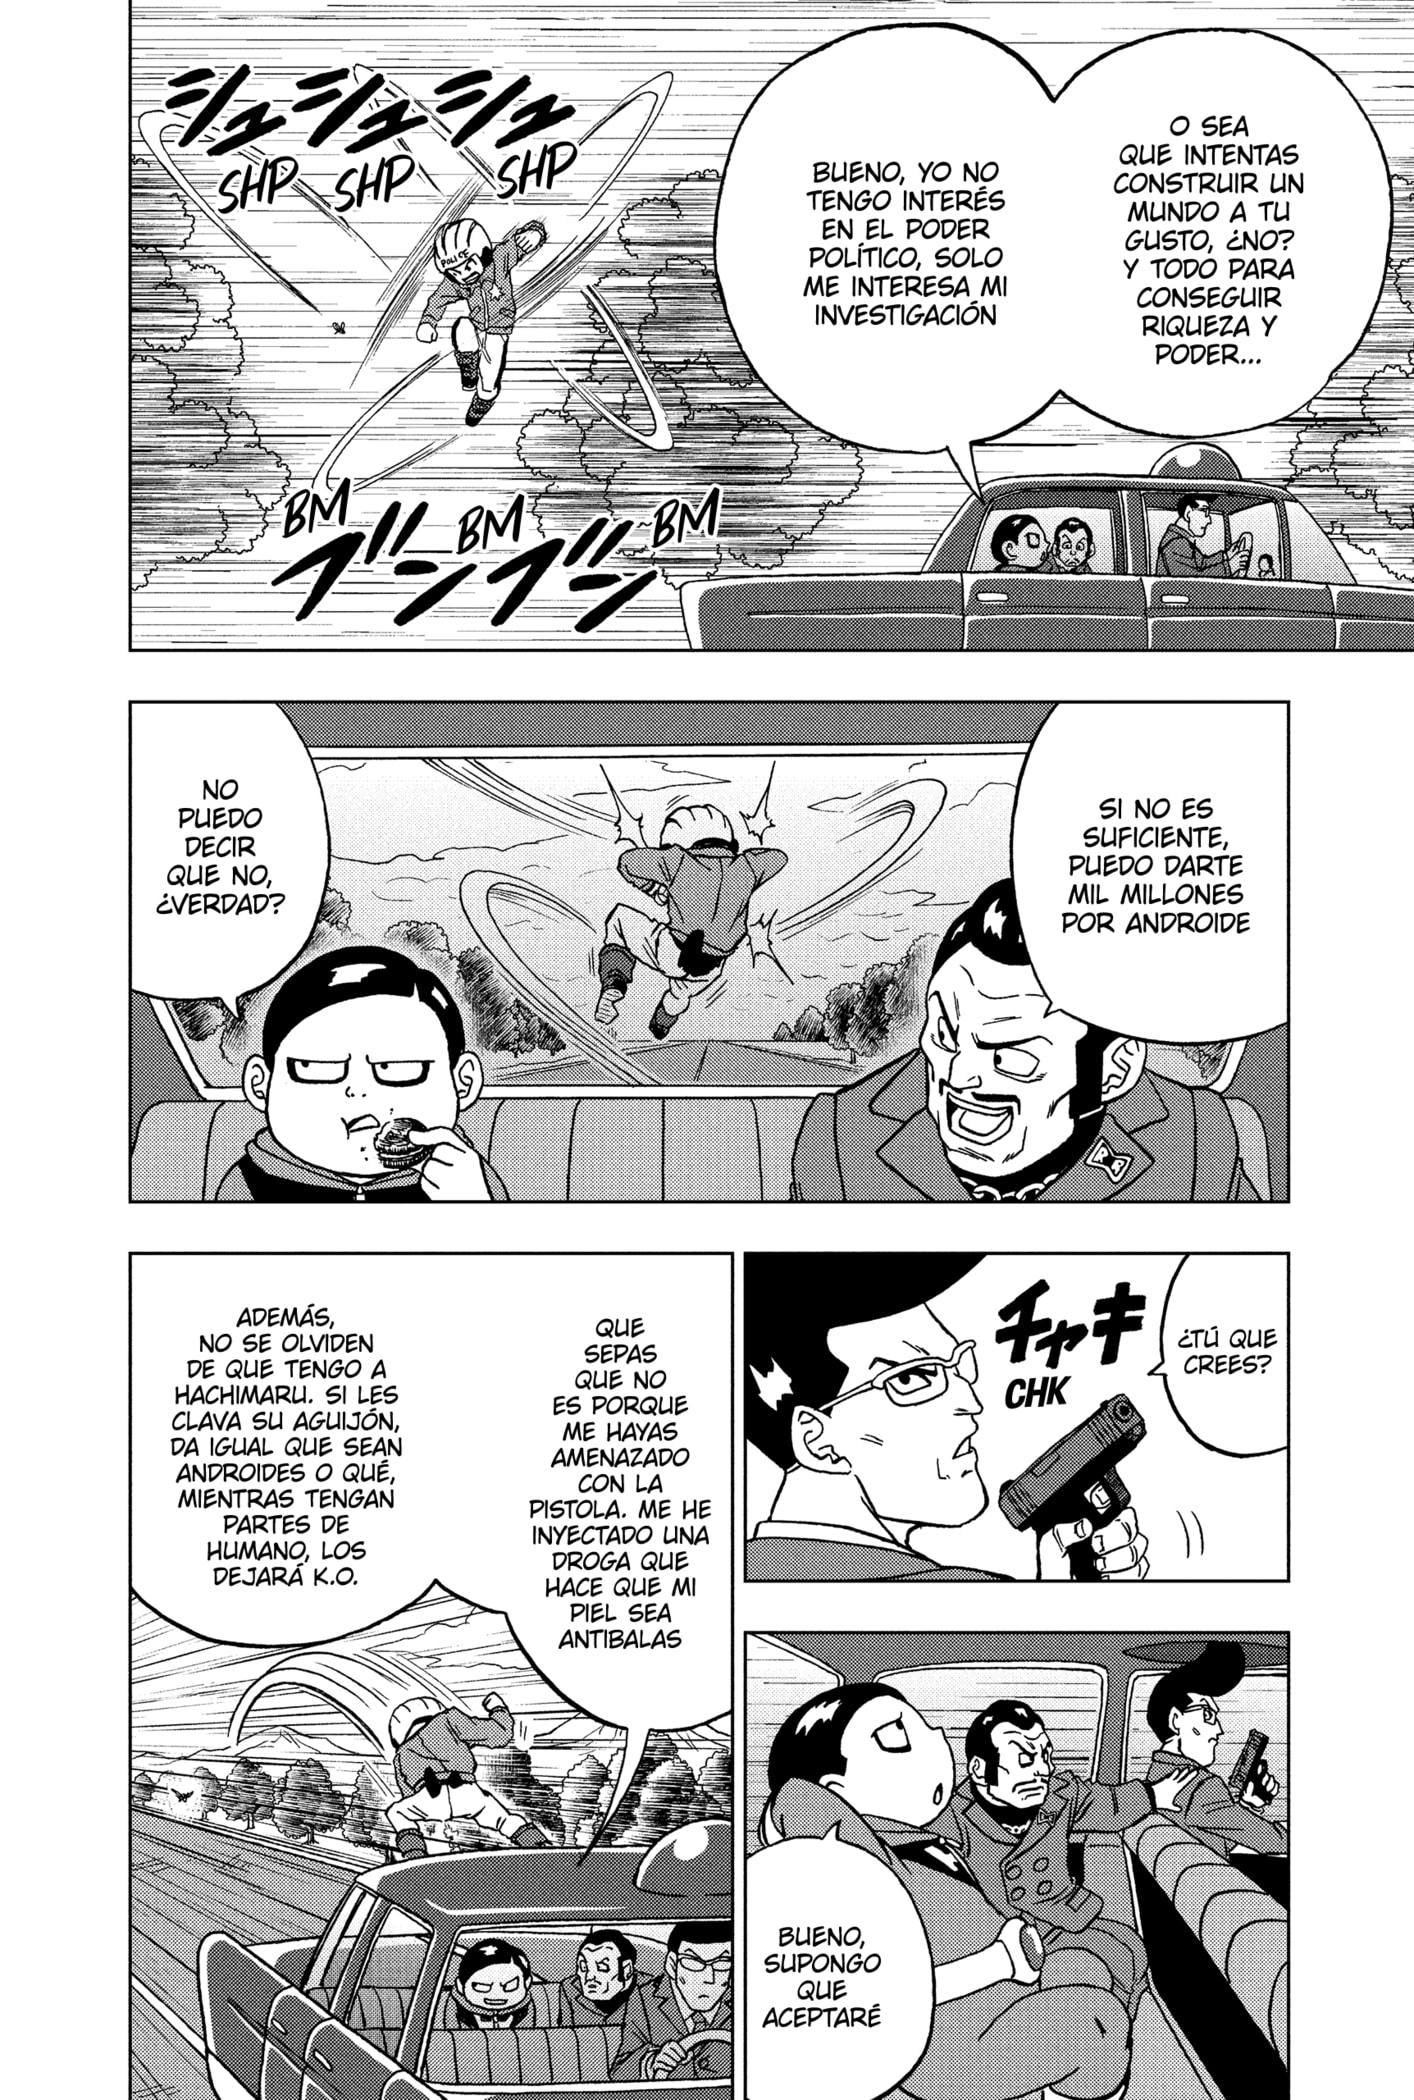 O SEA
QUE INTENTAS
CONSTRUIR UN
MUNDO A TU
GUSTO, ¿NO?
Y TODO PARA
CONSEGUIR
RIQUEZA Y
PODER...
BUENO, YO NO
TENGO INTERÉS
EN EL PODER
POLÍTICO, SOLO
ME INTERESA MI
INVESTIGACIÓN
シュシュシュ
SHP SHP SHP
POLICE
BM BM BM
ブンブン
SI NO ES
SUFICIENTE,
PUEDO DARTE
MIL MILLONES
POR ANDROIDE
NO
PUEDO
DECIR
QUE NO,
¿VERDAD?
¿TÚ QUE
CREES?
チャキ
CHK
BUENO,
SUPONGO
QUE
ACEPTARÉ
QUE
SEPAS
QUE NO
ES PORQUE
ME HAYAS
AMENAZADO
CON LA
PISTOLA. ME HE
INYECTADO UNA
DROGA QUE
HACE QUE MI
PIEL SEA
ANTIBALAS
ADEMÁS,
NO SE OLVIDEN
DE QUE TENGO A
HACHIMARU. SI LES
CLAVA SU AGUIJÓN,
DA IGUAL QUE SEAN
ANDROIDES O QUÉ,
MIENTRAS TENGAN
PARTES DE
HUMANO, LOS
DEJARÁ K.O.